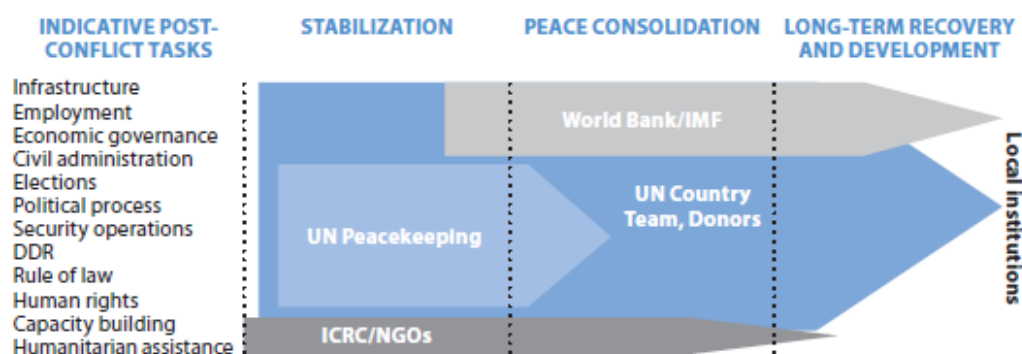 INDICATIVE POST-
CONFLICT TASKS
STABILIZATION
PEACE CONSOLIDATION
LONG-TERM RECOVERY
AND DEVELOPMENT
Infrastructure
Employment
Economic governance
Civil administration
Elections
Political process
Security operations
DDR
Rule of law
Human rights
Capacity building
Humanitarian assistance
World Bank/IMF
UN Country
Team, Donors
UN Peacekeeping
ICRC/NGOs
Local institutions